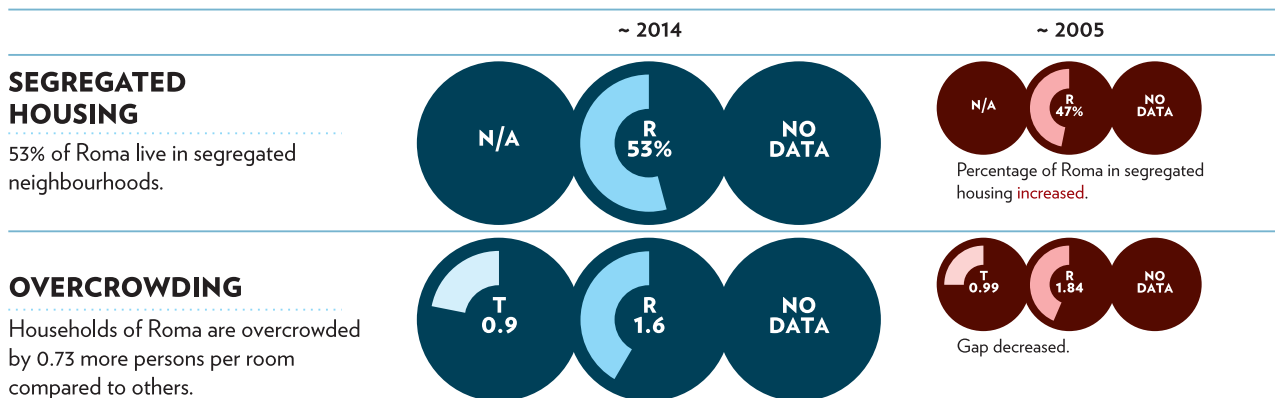 ~ 2014
~ 2005
SEGREGATED
HOUSING
53% of Roma live in segregated
neighbourhoods.
N/A
R
53%
NO
DATA
N/A
R
47%
NO
DATA
Percentage of Roma in segregated
housing increased.
OVERCROWDING
Households of Roma are overcrowded
by 0.73 more persons per room
compared to others.
T
0.9
R
1.6
NO
DATA
T
0.99
R
1.84
NO
DATA
Gap decreased.